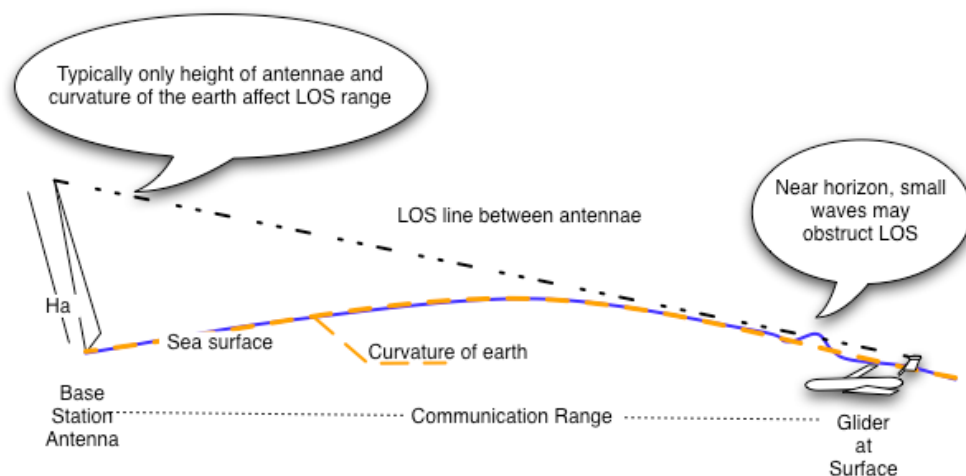 Typically only height of antennae and
curvature of the earth affect LOS range
Near horizon, small
waves may
obstruct LOS
LOS line between antennae
Ha
Sea surface
Curvature of earth
Base
Station
Antenna
Communication Range
Glider
at
Surface